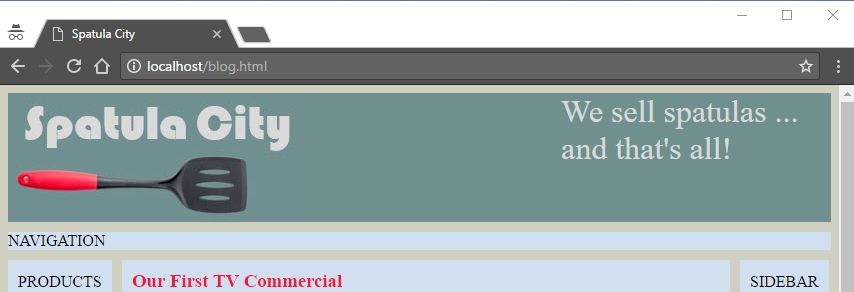 Spatula City
localhost/blog.html
Spatula City
We sell spatulas ...
and that's all!
NAVIGATION
PRODUCTS
Our First TV Commercial
SIDEBAR